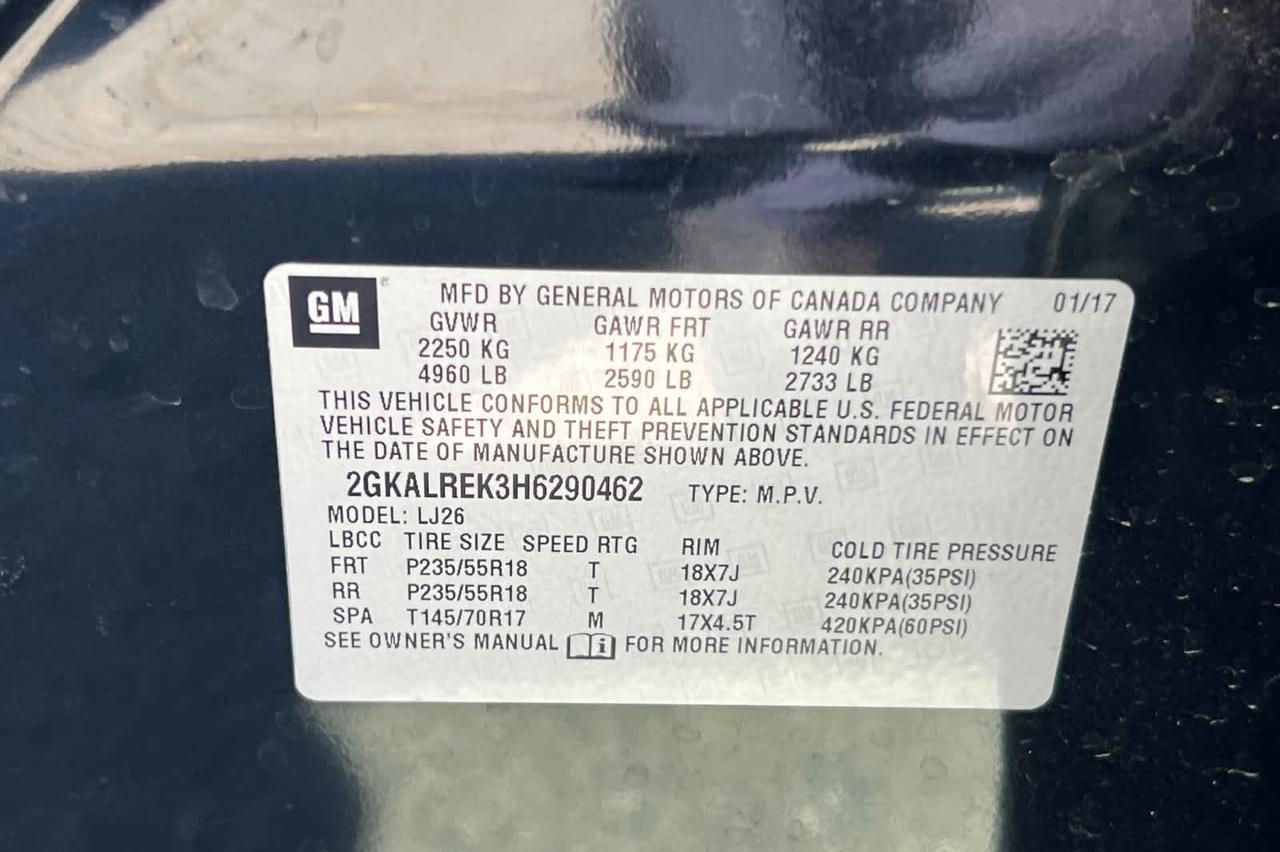 GM MFD BY GENERAL MOTORS OF CANADA COMPANY 01/17
GVWR GAWR FRT GAWR RR
2250 KG 1175 KG 1240 KG
4960 LB 2590 LB 2733 LB
THIS VEHICLE CONFORMS TO ALL APPLICABLE U.S. FEDERAL MOTOR
VEHICLE SAFETY AND THEFT PREVENTION STANDARDS IN EFFECT ON
THE DATE OF MANUFACTURE SHOWN ABOVE.
2GKALREK3H6290462 TYPE: M.P.V.
MODEL: LJ26
LBCC TIRE SIZE SPEED RTG RIM COLD TIRE PRESSURE
FRT P235/55R18 T 18X7J 240KPA(35PSI)
RR P235/55R18 T 18X7J 240KPA(35PSI)
SPA T145/70R17 M 17X4.5T 420KPA(60PSI)
SEE OWNER'S MANUAL i FOR MORE INFORMATION.